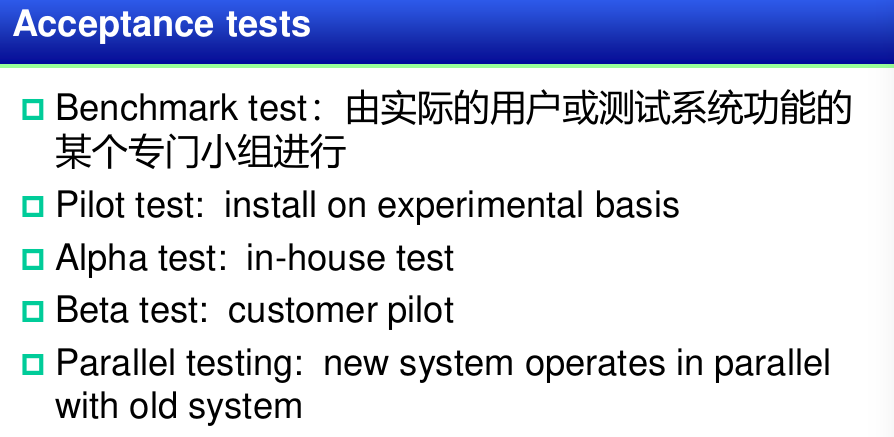 Acceptance tests
Benchmark test：由实际的用户或测试系统功能的
某个专门小组进行
Pilot test:  install on experimental basis
Alpha test:  in-house test
Beta test:  customer pilot
Parallel testing:  new system operates in parallel
with old system